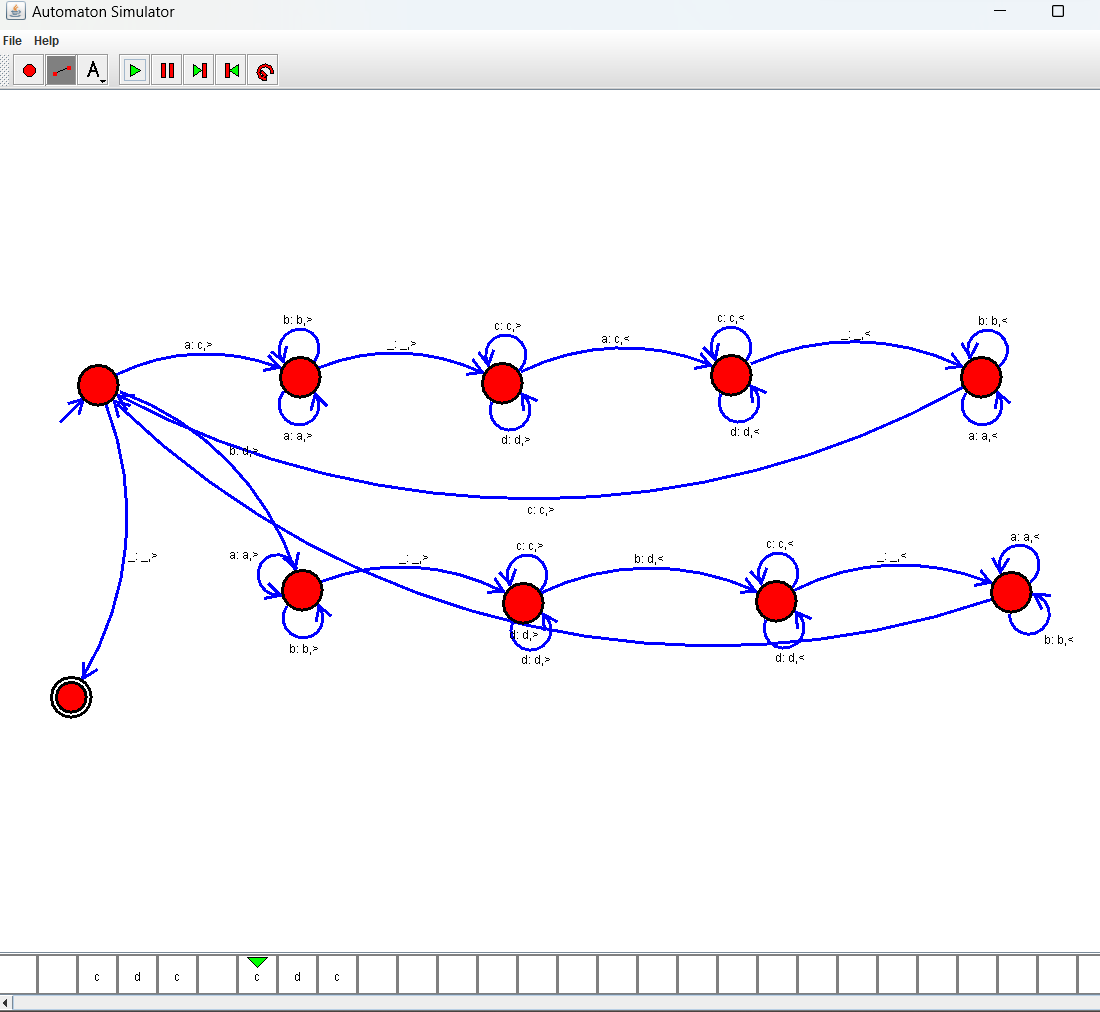 Automaton Simulator
File Help
A
b: b,> c: c,> c: c,< b: b,<
a: c,> _: _,> a: c,< _: _,<
a: a,> d: d,> d: d,< a: a,<
b: d,>
c: c,>
a: a,> _: _,> c: c,> b: d,< c: c,< _: _,< a: a,<
_: _,>
b: b,> d: d,> d: d,> d: d,< b: b,<
c d c c d c